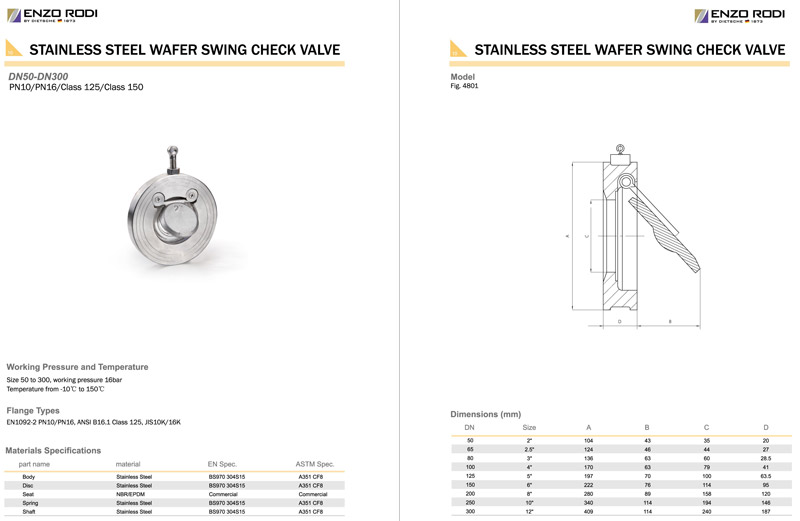 ENZO RODI
BY DIETSCHE 1873
STAINLESS STEEL WAFER SWING CHECK VALVE
DN50-DN300
PN10/PN16/Class 125/Class 150
Working Pressure and Temperature
Size 50 to 300, working pressure 16bar
Temperature from -10℃ to 150℃
Flange Types
EN1092-2 PN10/PN16, ANSI B16.1 Class 125, JIS10K/16K
Materials Specifications
part name material EN Spec. ASTM Spec.
Body Stainless Steel BS970 304S15 A351 CF8
Disc Stainless Steel BS970 304S15 A351 CF8
Seat NBR/EPDM Commercial Commercial
Spring Stainless Steel BS970 304S15 A351 CF8
Shaft Stainless Steel BS970 304S15 A351 CF8
ENZO RODI
BY DIETSCHE 1873
STAINLESS STEEL WAFER SWING CHECK VALVE
Model
Fig. 4801
A
C
D
B
Dimensions (mm)
DN Size A B C D
50 2" 104 43 35 20
65 2.5" 124 46 44 27
80 3" 136 63 60 28.5
100 4" 170 63 79 41
125 5" 197 70 100 63.5
150 6" 222 76 114 95
200 8" 280 89 158 120
250 10" 340 114 194 146
300 12" 409 114 240 187